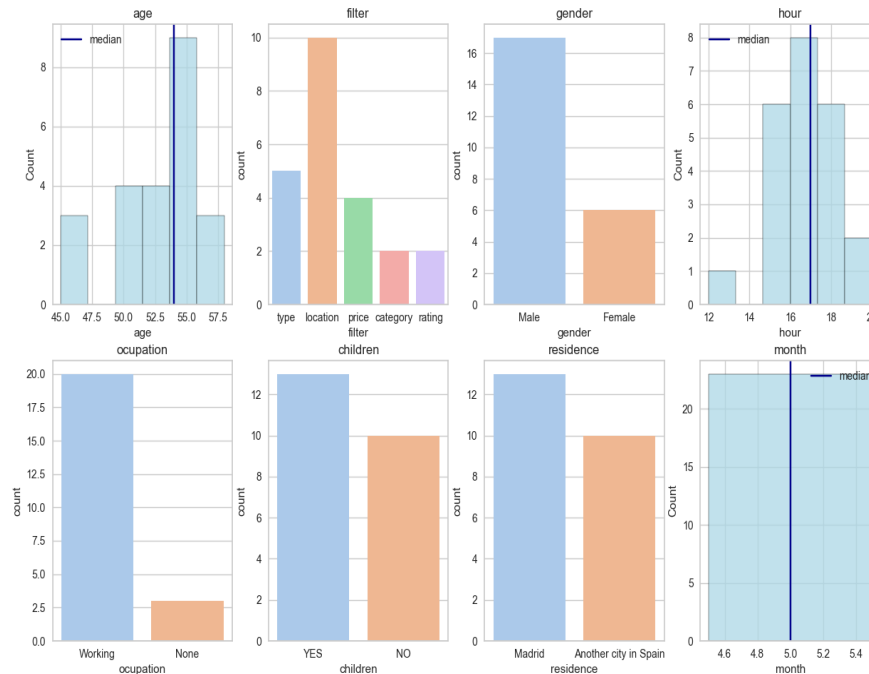 age
median
8
6
4
2
0
45.0 47.5 50.0 52.5 55.0 57.5
Count
age
filter
10
8
6
4
2
0
type location price category rating
count
filter
gender
16
14
12
10
8
6
4
2
0
Male Female
count
gender
hour
median
8
7
6
5
4
3
2
1
0
12 14 16 18
Count
hour
ocupation
20.0
17.5
15.0
12.5
10.0
7.5
5.0
2.5
0.0
Working None
count
ocupation
children
12
10
8
6
4
2
0
YES NO
count
children
residence
12
10
8
6
4
2
0
Madrid Another city in Spain
count
residence
month
median
20
15
10
5
0
4.6 4.8 5.0 5.2 5.4
Count
month